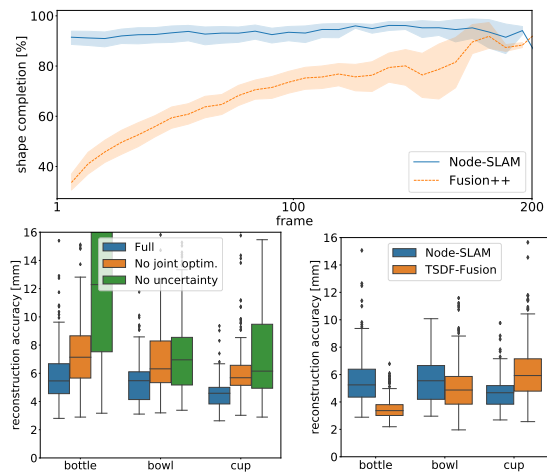 shape completion [%]
100
80
60
40
Node-SLAM
Fusion++
1
100
200
frame
reconstruction accuracy [mm]
16
14
12
10
8
6
4
2
0
Full
No joint optim.
No uncertainty
bottle
bowl
cup
reconstruction accuracy [mm]
16
14
12
10
8
6
4
2
0
Node-SLAM
TSDF-Fusion
bottle
bowl
cup